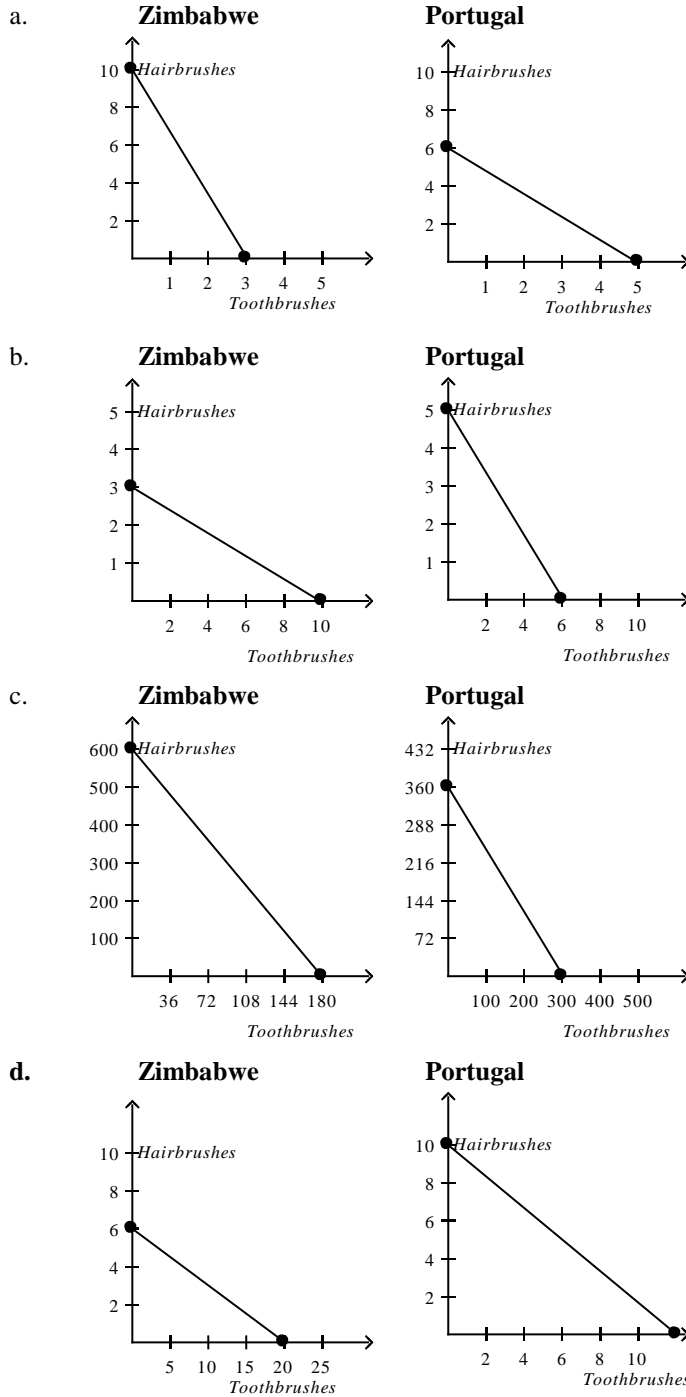 a. Zimbabwe Portugal
10 Hairbrushes 10 Hairbrushes
8 8
6 6
4 4
2 2
1 2 3 4 5 1 2 3 4 5
Toothbrushes Toothbrushes
b. Zimbabwe Portugal
5 Hairbrushes 5 Hairbrushes
4 4
3 3
2 2
1 1
2 4 6 8 10 2 4 6 8 10
Toothbrushes Toothbrushes
c. Zimbabwe Portugal
600 Hairbrushes 432 Hairbrushes
500 360
400 288
300 216
200 144
100 72
36 72 108 144 180 100 200 300 400 500
Toothbrushes Toothbrushes
d. Zimbabwe Portugal
10 Hairbrushes 10 Hairbrushes
8 8
6 6
4 4
2 2
5 10 15 20 25 2 4 6 8 10
Toothbrushes Toothbrushes